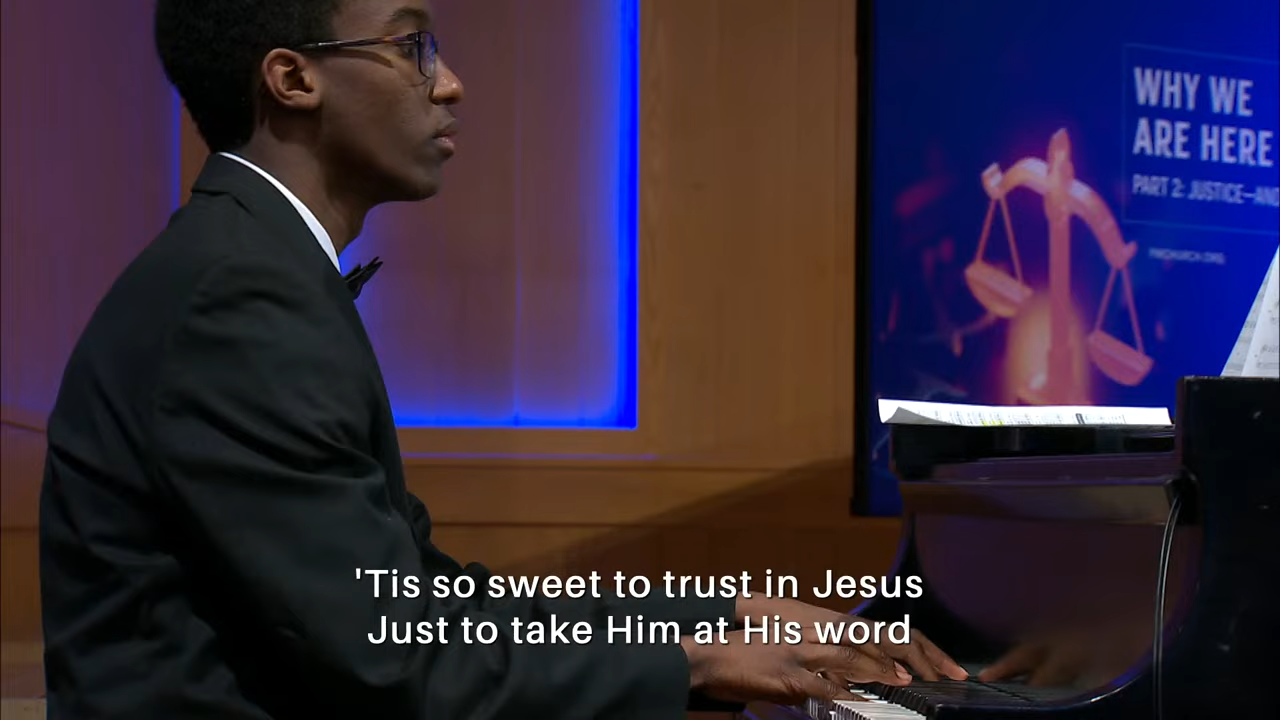 WHY WE
ARE HERE
PART 2: JUSTICE—AND
'Tis so sweet to trust in Jesus
Just to take Him at His word